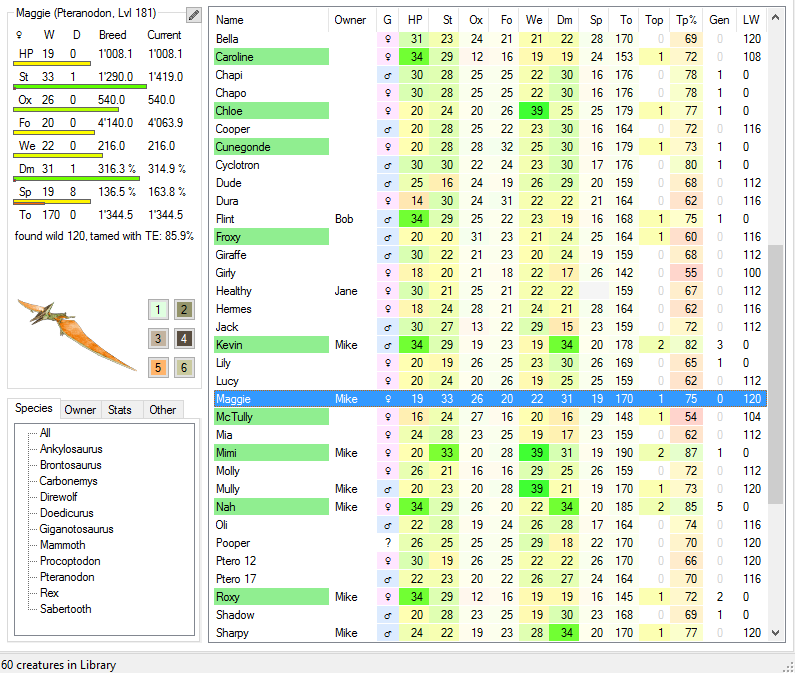 Maggie (Pteranodon, Lvl 181)
♀ W D Breed Current
HP 19 0 1'008.1 1'008.1
St 33 1 1'290.0 1'419.0
Ox 26 0 540.0 540.0
Fo 20 0 4'140.0 4'063.9
We 22 0 216.0 216.0
Dm 31 1 316.3 % 314.9 %
Sp 19 8 136.5 % 163.8 %
To 170 0 1'344.5 1'344.5
found wild 120, tamed with TE: 85.9%
1 2
3 4
5 6
Species Owner Stats Other
All
Ankylosaurus
Brontosaurus
Carbonemys
Direwolf
Doedicurus
Giganotosaurus
Mammoth
Procoptodon
Pteranodon
Rex
Sabertooth
Name Owner G HP St Ox Fo We Dm Sp To Top Tp% Gen LW
Bella ♀ 31 23 24 21 21 22 28 170 0 69 0 120
Caroline ♀ 34 29 12 16 19 19 24 153 1 72 0 108
Chapi ♂ 30 28 25 25 22 30 16 176 0 78 1 0
Chapo ♀ 30 28 25 25 22 30 16 176 0 78 1 0
Chloe ♀ 20 24 20 26 39 25 25 179 1 77 1 0
Cooper ♂ 20 28 25 22 23 30 16 164 0 72 0 116
Cunegonde ♀ 20 28 28 32 25 30 16 179 1 73 1 0
Cyclotron ♂ 30 30 22 24 23 30 17 176 0 80 1 0
Dude ♂ 25 16 24 19 26 29 20 159 0 68 0 112
Dura ♀ 14 30 24 31 22 22 21 164 0 62 0 116
Flint Bob ♂ 34 29 25 22 23 19 16 168 1 75 1 0
Froxy ♂ 20 20 31 23 21 24 25 164 1 60 0 116
Giraffe ♂ 30 22 21 23 20 24 19 159 0 68 0 112
Girly ♀ 18 20 21 18 22 17 26 142 0 55 0 100
Healthy Jane ♀ 30 21 25 21 22 22 159 0 67 0 112
Hermes ♀ 18 24 28 21 24 21 28 164 0 62 0 116
Jack ♂ 30 27 13 22 29 15 23 159 0 72 0 112
Kevin Mike ♂ 34 29 19 23 19 34 20 178 2 82 3 0
Lily ♀ 20 19 26 25 23 30 26 169 0 65 1 0
Lucy ♀ 20 24 20 26 19 25 25 159 0 62 0 112
Maggie Mike ♀ 19 33 26 20 22 31 19 170 1 75 0 120
McTully ♀ 16 24 27 16 20 16 29 148 1 54 0 104
Mia ♀ 24 28 23 25 19 17 23 159 0 62 0 112
Mimi Mike ♀ 20 33 20 28 39 31 19 190 2 87 1 0
Molly ♀ 26 21 16 16 29 25 26 159 0 72 0 112
Mully Mike ♂ 20 23 20 28 39 21 19 170 1 73 0 120
Nah Mike ♀ 34 29 26 20 22 34 20 185 2 85 5 0
Oli ♂ 22 28 19 24 26 28 17 164 0 74 0 116
Pooper ? 26 25 25 25 29 18 22 170 0 70 0 120
Ptero 12 ♀ 30 19 26 25 22 22 26 170 0 66 0 120
Ptero 17 ♂ 22 23 20 22 26 27 24 164 0 70 0 116
Roxy Mike ♀ 34 29 12 16 19 19 16 145 1 72 2 0
Shadow ♂ 20 28 23 25 19 30 23 168 0 69 1 0
Sharpy Mike ♂ 24 22 19 23 28 34 20 170 1 77 0 120
60 creatures in Library